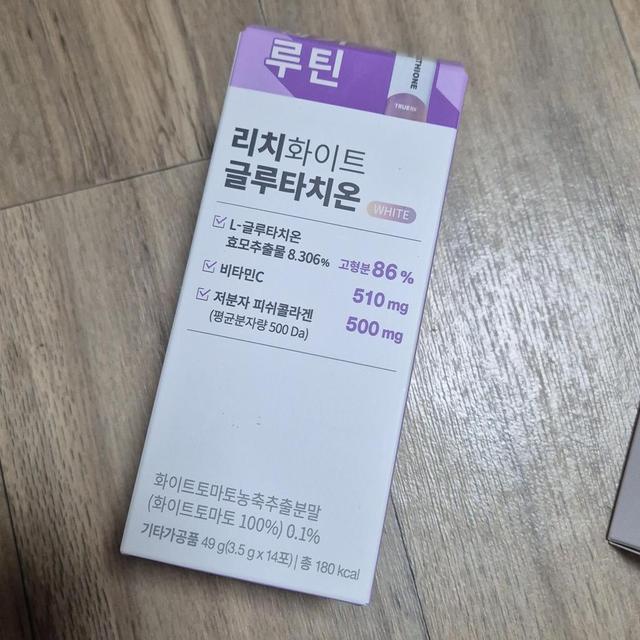 루틴
THIONE
TRUERX
리치화이트
글루타치온 WHITE
L-글루타치온
효모추출물 8.306% 고형분 86 %
비타민C 510 mg
저분자 피쉬콜라겐 500 mg
(평균분자량 500 Da)
화이트토마토농축추출분말
(화이트토마토 100%) 0.1%
기타가공품 49 g(3.5 g x 14포) | 총 180 kcal